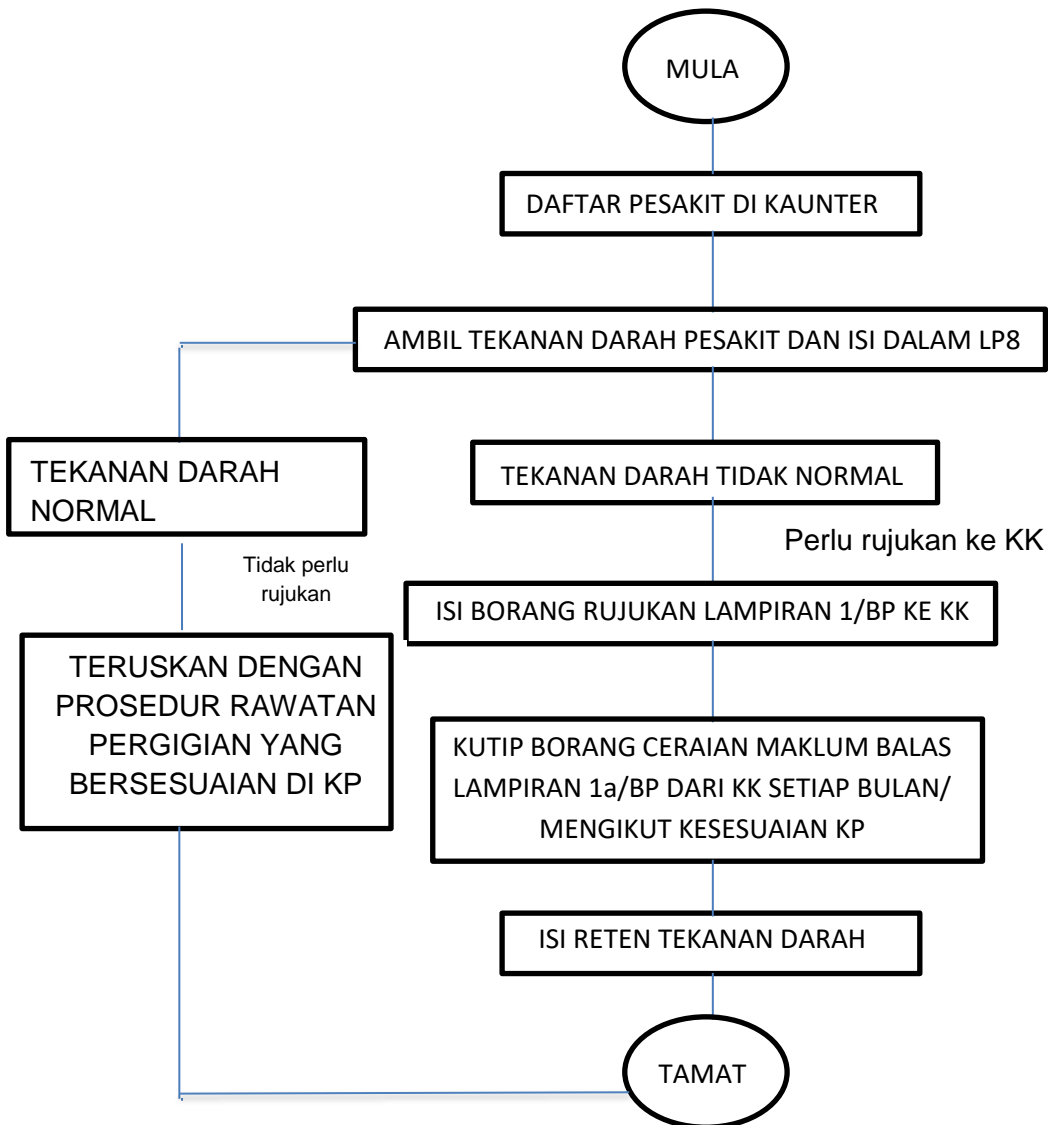 MULA
DAFTAR PESAKIT DI KAUNTER
AMBIL TEKANAN DARAH PESAKIT DAN ISI DALAM LP8
TEKANAN DARAH
NORMAL
TEKANAN DARAH TIDAK NORMAL
Perlu rujukan ke KK
Tidak perlu
rujukan
ISI BORANG RUJUKAN LAMPIRAN 1/BP KE KK
TERUSKAN DENGAN
PROSEDUR RAWATAN
PERGIGIAN YANG
BERSESUAIAN DI KP
KUTIP BORANG CERAIAN MAKLUM BALAS
LAMPIRAN 1a/BP DARI KK SETIAP BULAN/
MENGIKUT KESESUAIAN KP
ISI RETEN TEKANAN DARAH
TAMAT